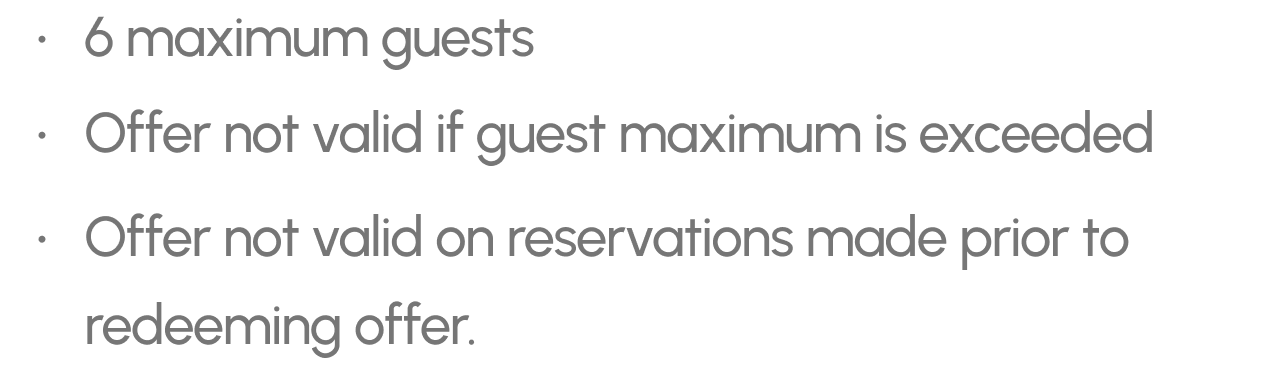 · 6 maximum guests
· Offer not valid if guest maximum is exceeded
· Offer not valid on reservations made prior to
redeeming offer.